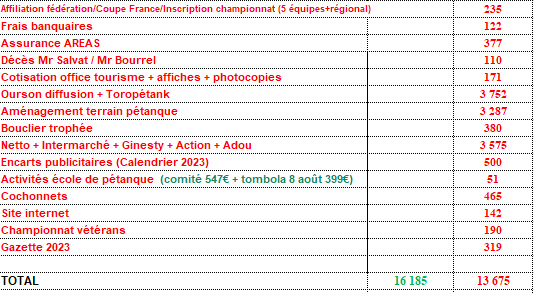 Affiliation fédération/Coupe France/Inscription championnat (5 équipes+régional) 235
Frais banquaires 122
Assurance AREAS 377
Décès Mr Salvat / Mr Bourrel 110
Cotisation office tourisme + affiches + photocopies 171
Ourson diffusion + Toropétank 3 752
Aménagement terrain pétanque 3 287
Bouclier trophée 380
Netto + Intermarché + Ginesty + Action + Adou 3 575
Encarts publicitaires (Calendrier 2023) 500
Activités école de pétanque (comité 547€ + tombola 8 août 399€) 51
Cochonnets 465
Site internet 142
Championnat vétérans 190
Gazette 2023 319
TOTAL 16 185 13 675